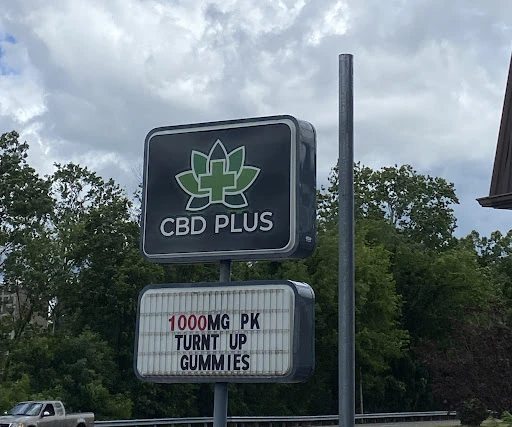 CBD PLUS
1000MG PK
TURNT UP
GUMMIES